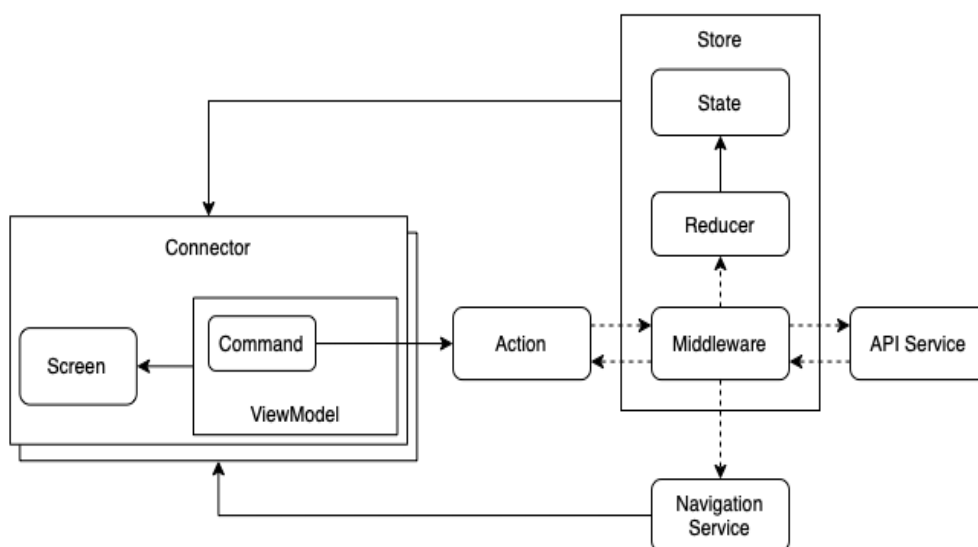 Store
State
Reducer
Connector
Command
Screen
ViewModel
Action
Middleware
API Service
Navigation
Service